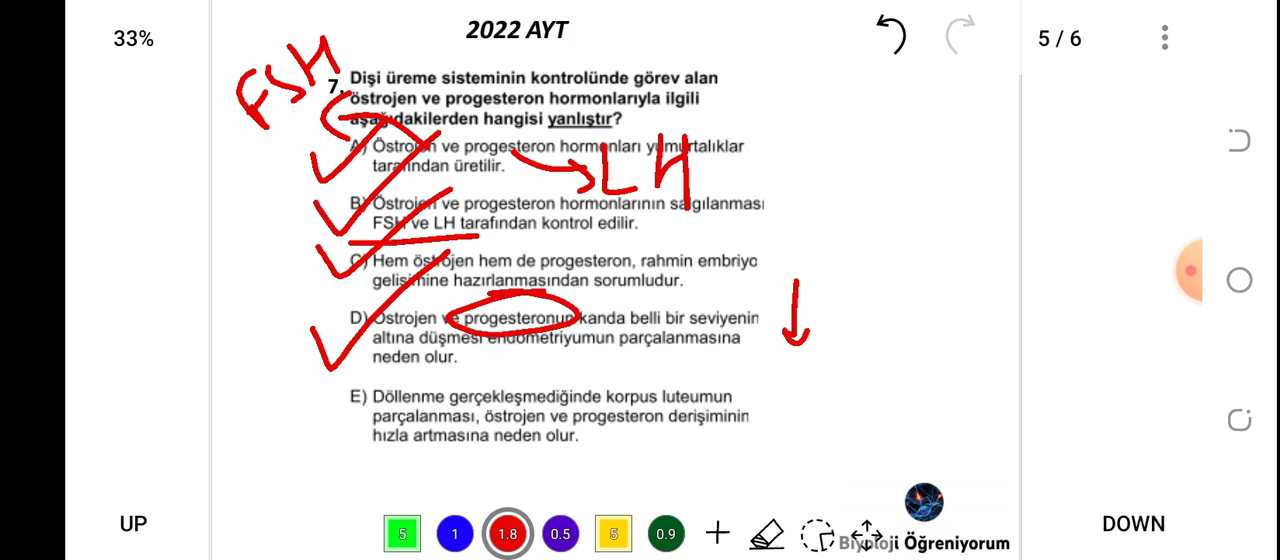 33%
2022 AYT
5 / 6
FSH
7. Dişi üreme sisteminin kontrolünde görev alan
östrojen ve progesteron hormonlarıyla ilgili
aşağıdakilerden hangisi yanlıştır?
A) Östrojen ve progesteron hormonları yumurtalıklar
tarafından üretilir.
LH
B) Östrojen ve progesteron hormonlarının salgılanması
FSH ve LH tarafından kontrol edilir.
C) Hem östrojen hem de progesteron, rahmin embriyo
gelişimine hazırlanmasından sorumludur.
D) Östrojen ve progesteronun kanda belli bir seviyenin
altına düşmesi endometriyumun parçalanmasına
neden olur.
E) Döllenme gerçekleşmediğinde korpus luteumun
parçalanması, östrojen ve progesteron derişiminin
hızla artmasına neden olur.
UP
5
1
1.8
0.5
5
0.9
DOWN
Biyoloji Öğreniyorum